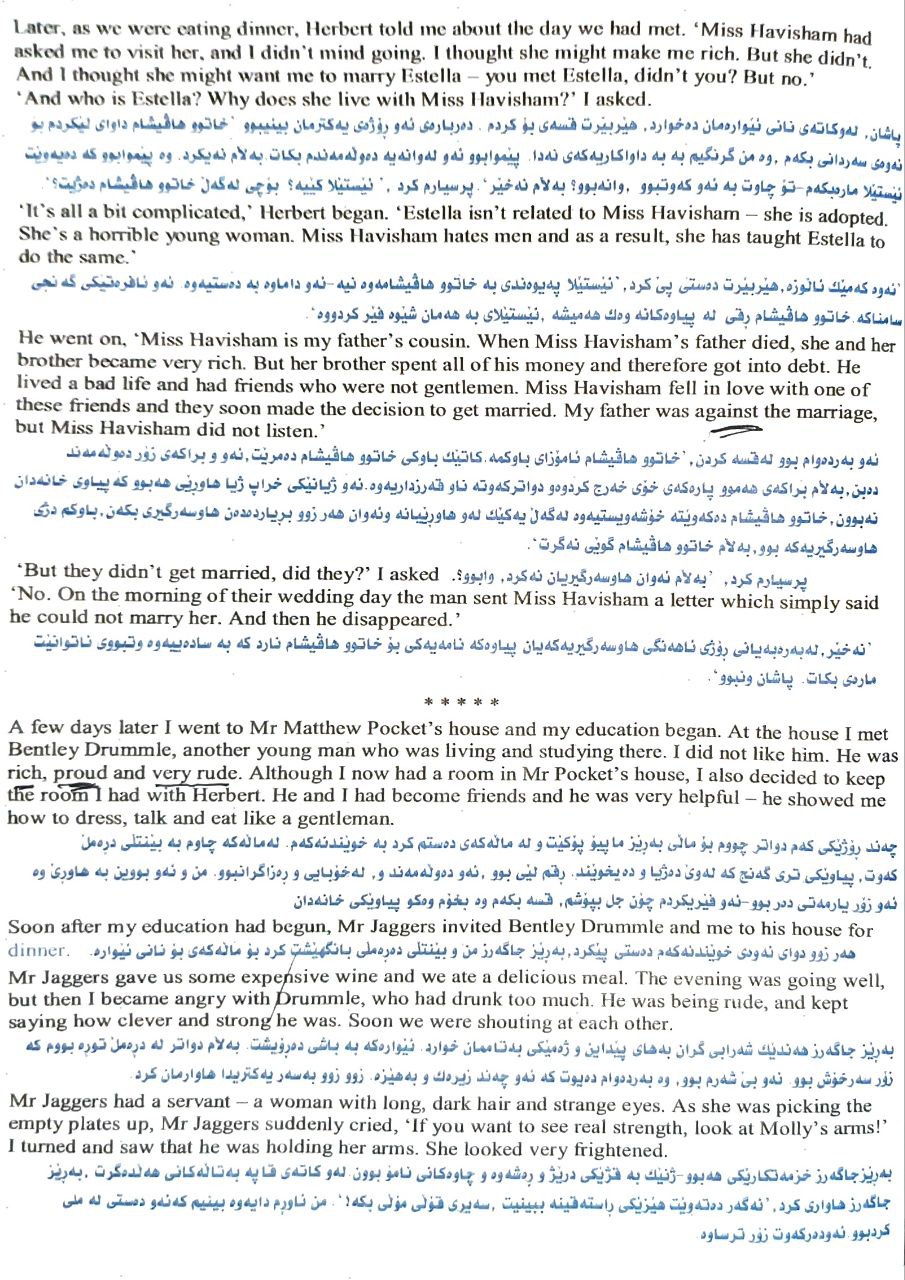 Later, as we were eating dinner, Herbert told me about the day we had met. ‘Miss Havisham had
asked me to visit her, and I didn’t mind going. I thought she might make me rich. But she didn’t.
And I thought she might want me to marry Estella – you met Estella, didn’t you? But no.’
‘And who is Estella? Why does she live with Miss Havisham?’ I asked.
پاشان, لەوکاتەی نانی ئێوارەمان دەخوارد, هێربێرت قسەی بۆ کردم . دەربارەی ئەو رۆژەی یەکترمان بینیبوو ‘خاتوو هاڤیشام داوای لێکردم بۆ
ئەوەی سەردانی بکەم ,وە من گرنگیم بە بە داواکاریەکەی نەدا. پێموابوو ئەو لەوانەیە دەوڵەمەندم بکات. بەڵام نەیکرد. وە پێموابوو کە دەیەوێت
ئێستێلا مارەبکەم-تۆ چاوت بە ئەو کەوتبوو ,وانەبوو؟ بەڵام نەخێر’. پرسیارم کرد , ‘ئێستێلا کێیە؟ بۆچی لەگەڵ خاتوو هاڤیشام دەژیت؟’
‘It’s all a bit complicated,’ Herbert began. ‘Estella isn’t related to Miss Havisham – she is adopted.
She’s a horrible young woman. Miss Havisham hates men and as a result, she has taught Estella to
do the same.’
‘ئەوە کەمێك ئاڵۆزە,هێربێرت دەستی پێ کرد, ‘ئێستێلا پەیوەندی بە خاتوو هاڤیشامەوە نیە-ئەو داماوە بە دەستیەوە. ئەو ئافرەتێکی گەنجی
سامناکە.خاتوو هاڤیشام رقی لە پیاوەکانە وەك هەمیشە ,ئێستێلای بە هەمان شێوە فێر کردووە’.
He went on, ‘Miss Havisham is my father’s cousin. When Miss Havisham’s father died, she and her
brother became very rich. But her brother spent all of his money and therefore got into debt. He
lived a bad life and had friends who were not gentlemen. Miss Havisham fell in love with one of
these friends and they soon made the decision to get married. My father was against the marriage,
but Miss Havisham did not listen.’
ئەو بەردەوام بوو لەقسە کردن, ‘خاتوو هاڤیشام ئامۆزای باوکمە.کاتێك باوکی خاتوو هاڤیشام دەمرێت,ئەو و براکەی زۆر دەوڵەمەند
دەبن,بەڵام براکەی هەموو پارەکەی خۆی خەرج کردوەو دواترکەوتە ناو قەرزداریەوە.ئەو ژیانێکی خراپ ژیا هاورێی هەبوو کە پیاوی خانەدان
نەبوون,خاتوو هاڤیشام دەکەوێتە خۆشەویستیەوە لەگەڵ یەکێك لەو هاورێیانە وئەوان هەر زوو بریاردەدەن هاوسەرگیری بکەن,باوکم دژی
هاوسەرگیریەکە بوو,بەڵام خاتوو هاڤیشام گوێی نەگرت’.
‘But they didn’t get married, did they?’ I asked .پرسیارم کرد, ‘بەڵام ئەوان هاوسەرگیریان نەکرد, وابوو؟
‘No. On the morning of their wedding day the man sent Miss Havisham a letter which simply said
he could not marry her. And then he disappeared.’
‘نەخێر,لەبەرەبەیانی رۆژی ئاهەنگی هاوسەرگیریەکەیان پیاوەکە نامەیەکی بۆ خاتوو هاڤیشام نارد کە بە سادەییەوە وتبووی ناتوانێت
مارەی بکات. پاشان ونبوو’.
* * * * *
A few days later I went to Mr Matthew Pocket’s house and my education began. At the house I met
Bentley Drummle, another young man who was living and studying there. I did not like him. He was
rich, proud and very rude. Although I now had a room in Mr Pocket’s house, I also decided to keep
the room I had with Herbert. He and I had become friends and he was very helpful – he showed me
how to dress, talk and eat like a gentleman.
چەند رۆژێکی کەم دواتر چووم بۆ ماڵی بەرێز ماپیۆ پۆکێت و لە ماڵەکەی دەستم کرد بە خوێندنەکەم. لەماڵەکە چاوم بە بێنتلی درەمڵ
کەوت, پیاوێکی تری گەنج کە لەوێ دەژیا و دەیخوێند. رقم لێی بوو ,ئەو دەوڵەمەند و, لەخۆبایی و رەزاگرانبوو. من و ئەو بووین بە هاورێ وە
ئەو زۆر یارمەتی دەر بوو-ئەو فێریکردم چۆن جل بپۆشم, قسە بکەم وە بخۆم وەکو پیاوێکی خانەدان
Soon after my education had begun, Mr Jaggers invited Bentley Drummle and me to his house for
dinner. هەر زوو دوای ئەوەی خوێندنەکەم دەستی پێکرد,بەرێز جاگەرز من و بێنتلی دەرەملی بانگهێشت کرد بۆ ماڵەکەی بۆ نانی ئێوارە.
Mr Jaggers gave us some expensive wine and we ate a delicious meal. The evening was going well,
but then I became angry with Drummle, who had drunk too much. He was being rude, and kept
saying how clever and strong he was. Soon we were shouting at each other.
بەرێز جاگەرز هەندێك شەرابی گران بەهای پێداین و ژەمێکی بەتاممان خوارد. ئێوارەکە بە باشی دەرۆیشت. بەڵام دواتر لە درەمڵ تورە بووم کە
زۆر سەرخۆش بوو. ئەو بێ شەرم بوو, وە بەردەوام دەیوت کە ئەو چەند زیرەك و بەهێزە. زوو زوو بەسەر یەکتریدا هاوارمان کرد.
Mr Jaggers had a servant – a woman with long, dark hair and strange eyes. As she was picking the
empty plates up, Mr Jaggers suddenly cried, ‘If you want to see real strength, look at Molly’s arms!’
I turned and saw that he was holding her arms. She looked very frightened.
بەرێزجاگەرز خزمەتکارێکی هەبوو-ژنێك بە قژێکی درێژ و رەشەوە و چاوەکانی نامۆ بوون. لەو کاتەی قاپە بەتاڵەکانی هەڵدەگرت ,بەرێز
جاگەرز هاواری کرد, ‘ئەگەر دەتەوێت هێزێکی راستەقینە ببینیت ,سەیری قۆڵی مۆڵی بکە!’. من ئاورم دایەوە بینیم کەئەو دەستی لە ملی
کردبوو.ئەودەرکەوت زۆر ترساوە